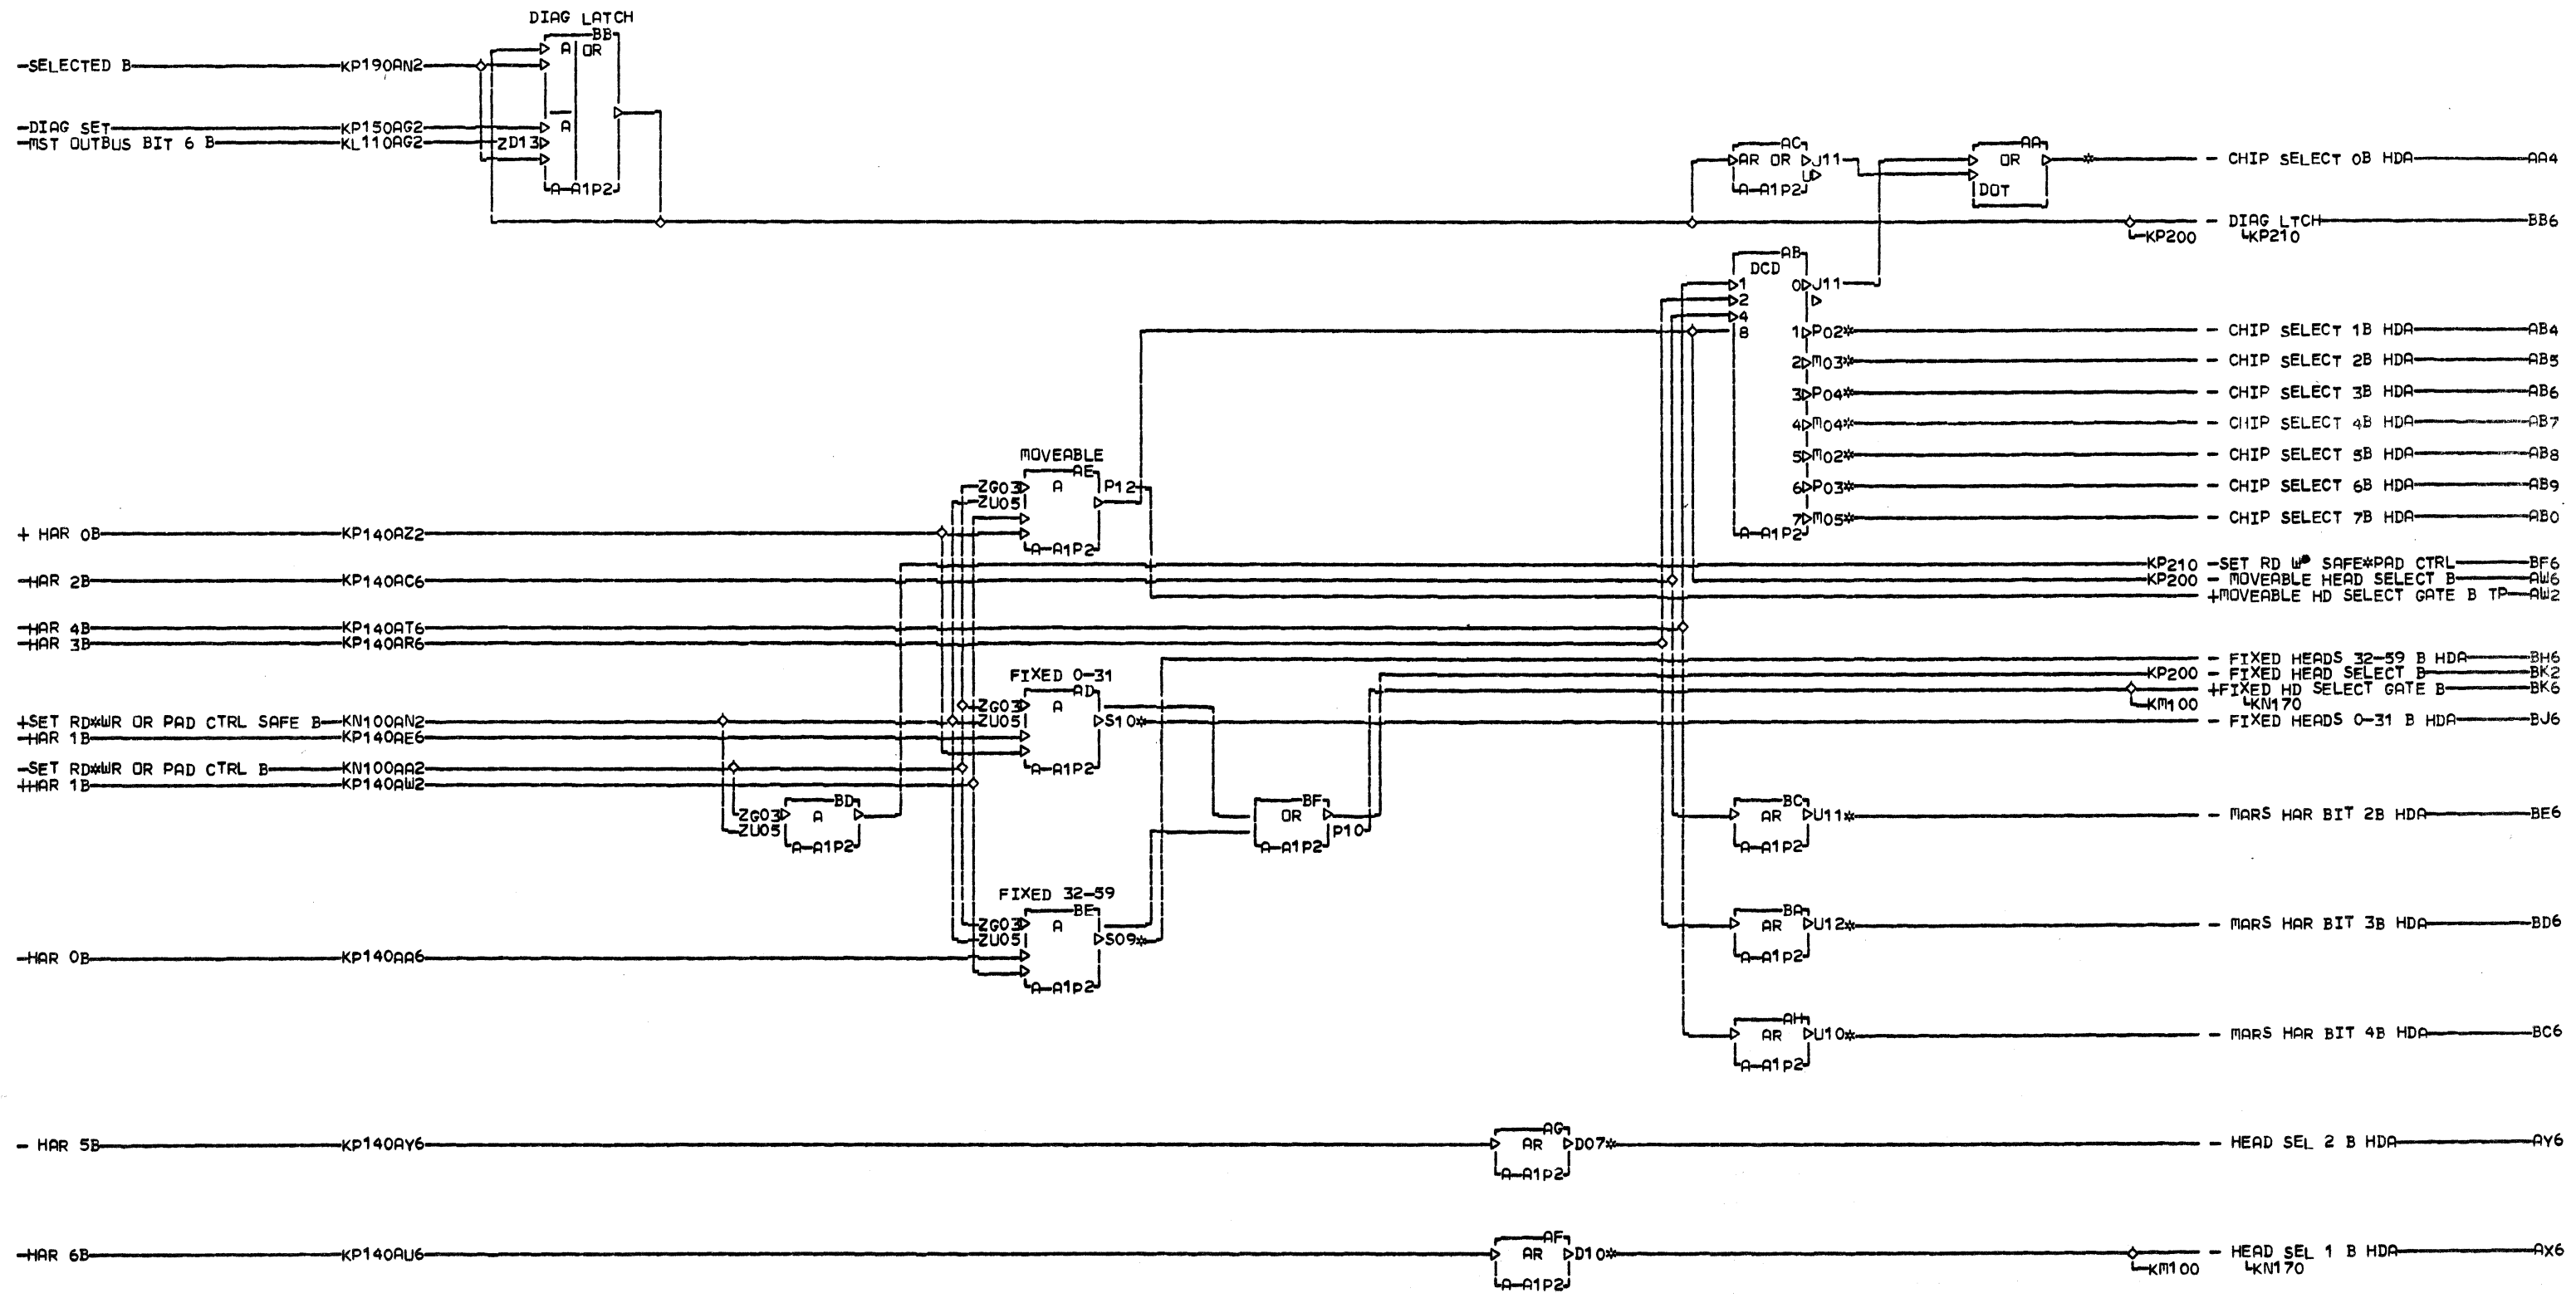 DIAG LATCH
BB
A OR
-SELECTED B KP190AN2
-DIAG SET KP150AG2 A
-MST OUTBUS BIT 6 B KL110AG2 ZD13
A-A1P2
AC
AR OR J11
U
A-A1P2
AA
OR
DOT
* - CHIP SELECT 0B HDA AA4
- DIAG LTCH BB6
KP200 KP210
AB
DCD
1 0 J11
2
4
8 1 P02* - CHIP SELECT 1B HDA AB4
2 M03* - CHIP SELECT 2B HDA AB5
3 P04* - CHIP SELECT 3B HDA AB6
4 M04* - CHIP SELECT 4B HDA AB7
5 M02* - CHIP SELECT 5B HDA AB8
6 P03* - CHIP SELECT 6B HDA AB9
7 M05* - CHIP SELECT 7B HDA AB0
A-A1P2
MOVEABLE
AE
ZG03 A P12
ZU05
+ HAR 0B KP140AZ2
A-A1P2
KP210 -SET RD SAFE*PAD CTRL BF6
-HAR 2B KP140AC6 KP200 - MOVEABLE HEAD SELECT B AW6
+MOVEABLE HD SELECT GATE B TP AW2
-HAR 4B KP140AT6
-HAR 3B KP140AR6
- FIXED HEADS 32-59 B HDA BH6
FIXED 0-31 KP200 - FIXED HEAD SELECT B BK2
AD +FIXED HD SELECT GATE B BK6
ZG03 A KM100 KN170
+SET RD*WR OR PAD CTRL SAFE B KN100AN2 ZU05 S10* - FIXED HEADS 0-31 B HDA BJ6
-HAR 1B KP140AE6
-SET RD*WR OR PAD CTRL B KN100AA2 A-A1P2
+HAR 1B KP140AW2
BD
ZG03 A
ZU05
A-A1P2
BF
OR
P10
A-A1P2
BC
AR U11* - MARS HAR BIT 2B HDA BE6
A-A1P2
FIXED 32-59
BE
ZG03 A
ZU05 S09*
-HAR 0B KP140AA6
A-A1P2
BA
AR U12* - MARS HAR BIT 3B HDA BD6
A-A1P2
AH
AR U10* - MARS HAR BIT 4B HDA BC6
A-A1P2
AG
- HAR 5B KP140AY6 AR D07* - HEAD SEL 2 B HDA AY6
A-A1P2
AF
-HAR 6B KP140AU6 AR D10* - HEAD SEL 1 B HDA AX6
A-A1P2 KM100 KN170